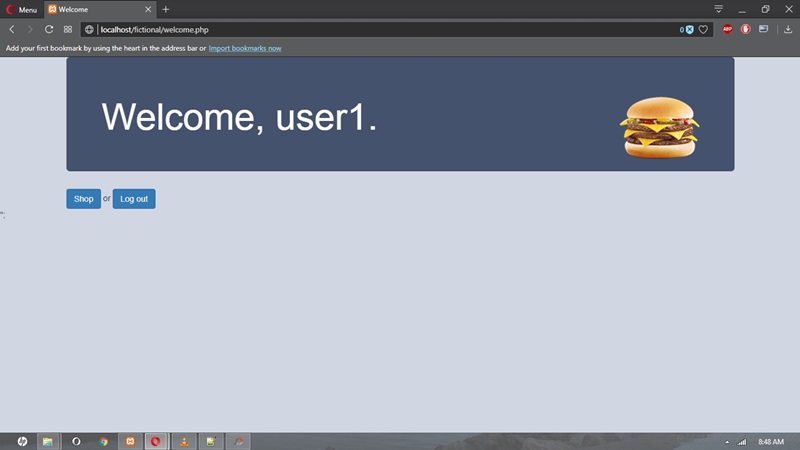 Menu
Welcome
localhost/fictional/welcome.php
0
ABP
Add your first bookmark by using the heart in the address bar or Import bookmarks now
Welcome, user1.
Shop or Log out
";
8:48 AM